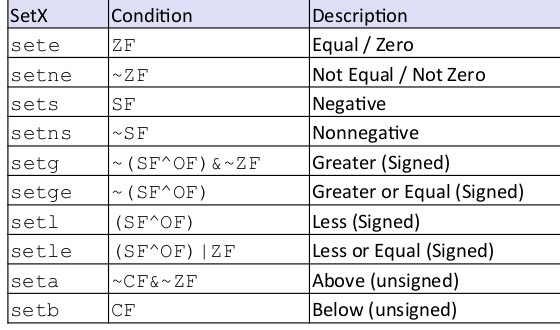 SetX Condition Description
sete ZF Equal / Zero
setne ~ZF Not Equal / Not Zero
sets SF Negative
setns ~SF Nonnegative
setg ~(SF^OF)&~ZF Greater (Signed)
setge ~(SF^OF) Greater or Equal (Signed)
setl (SF^OF) Less (Signed)
setle (SF^OF)|ZF Less or Equal (Signed)
seta ~CF&~ZF Above (unsigned)
setb CF Below (unsigned)